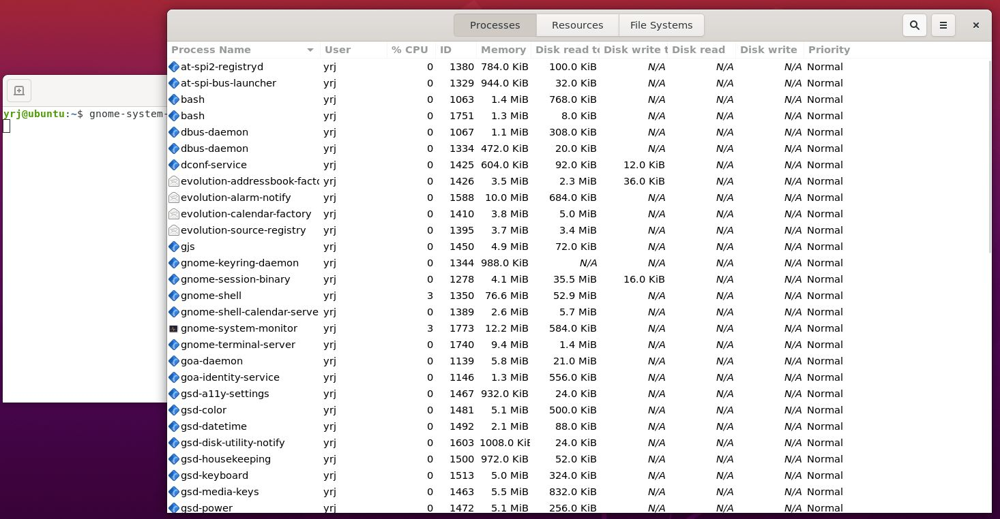 Processes Resources File Systems
Process Name User % CPU ID Memory Disk read to Disk write t Disk read Disk write Priority
at-spi2-registryd yrj 0 1380 784.0 KiB 100.0 KiB N/A N/A N/A Normal
at-spi-bus-launcher yrj 0 1329 944.0 KiB 32.0 KiB N/A N/A N/A Normal
bash yrj 0 1063 1.4 MiB 768.0 KiB N/A N/A N/A Normal
yrj@ubuntu:~$ gnome-system-
bash yrj 0 1751 1.3 MiB 8.0 KiB N/A N/A N/A Normal
dbus-daemon yrj 0 1067 1.1 MiB 308.0 KiB N/A N/A N/A Normal
dbus-daemon yrj 0 1334 472.0 KiB 20.0 KiB N/A N/A N/A Normal
dconf-service yrj 0 1425 604.0 KiB 92.0 KiB 12.0 KiB N/A N/A Normal
evolution-addressbook-facto yrj 0 1426 3.5 MiB 2.3 MiB 36.0 KiB N/A N/A Normal
evolution-alarm-notify yrj 0 1588 10.0 MiB 684.0 KiB N/A N/A N/A Normal
evolution-calendar-factory yrj 0 1410 3.8 MiB 5.0 MiB N/A N/A N/A Normal
evolution-source-registry yrj 0 1395 3.7 MiB 3.4 MiB N/A N/A N/A Normal
gjs yrj 0 1450 4.9 MiB 72.0 KiB N/A N/A N/A Normal
gnome-keyring-daemon yrj 0 1344 988.0 KiB N/A N/A N/A N/A Normal
gnome-session-binary yrj 0 1278 4.1 MiB 35.5 MiB 16.0 KiB N/A N/A Normal
gnome-shell yrj 3 1350 76.6 MiB 52.9 MiB N/A N/A N/A Normal
gnome-shell-calendar-serve yrj 0 1389 2.6 MiB 5.7 MiB N/A N/A N/A Normal
gnome-system-monitor yrj 3 1773 12.2 MiB 584.0 KiB N/A N/A N/A Normal
gnome-terminal-server yrj 0 1740 9.4 MiB 1.4 MiB N/A N/A N/A Normal
goa-daemon yrj 0 1139 5.8 MiB 21.0 MiB N/A N/A N/A Normal
goa-identity-service yrj 0 1146 1.3 MiB 556.0 KiB N/A N/A N/A Normal
gsd-a11y-settings yrj 0 1467 932.0 KiB 24.0 KiB N/A N/A N/A Normal
gsd-color yrj 0 1481 5.1 MiB 500.0 KiB N/A N/A N/A Normal
gsd-datetime yrj 0 1492 2.1 MiB 88.0 KiB N/A N/A N/A Normal
gsd-disk-utility-notify yrj 0 1603 1008.0 KiB 24.0 KiB N/A N/A N/A Normal
gsd-housekeeping yrj 0 1500 972.0 KiB 52.0 KiB N/A N/A N/A Normal
gsd-keyboard yrj 0 1513 5.0 MiB 324.0 KiB N/A N/A N/A Normal
gsd-media-keys yrj 0 1463 5.5 MiB 832.0 KiB N/A N/A N/A Normal
gsd-power yrj 0 1472 5.1 MiB 256.0 KiB N/A N/A N/A Normal